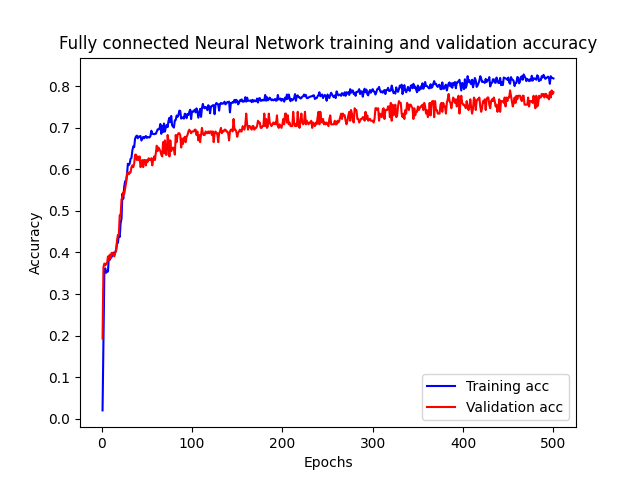 Fully connected Neural Network training and validation accuracy
0.8
0.7
0.6
0.5
0.4
0.3
0.2
0.1
0.0
Accuracy
Training acc
Validation acc
0 100 200 300 400 500
Epochs